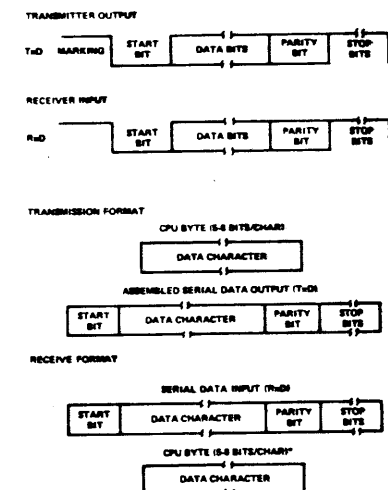 TRANSMITTER OUTPUT
TxD MARKING START BIT DATA BITS PARITY BIT STOP BITS
RECEIVER INPUT
RxD START BIT DATA BITS PARITY BIT STOP BITS
TRANSMISSION FORMAT
CPU BYTE (5-8 BITS/CHAR)
DATA CHARACTER
ASSEMBLED SERIAL DATA OUTPUT (TxD)
START BIT DATA CHARACTER PARITY BIT STOP BITS
RECEIVE FORMAT
SERIAL DATA INPUT (RxD)
START BIT DATA CHARACTER PARITY BIT STOP BITS
CPU BYTE (5-8 BITS/CHAR)*
DATA CHARACTER